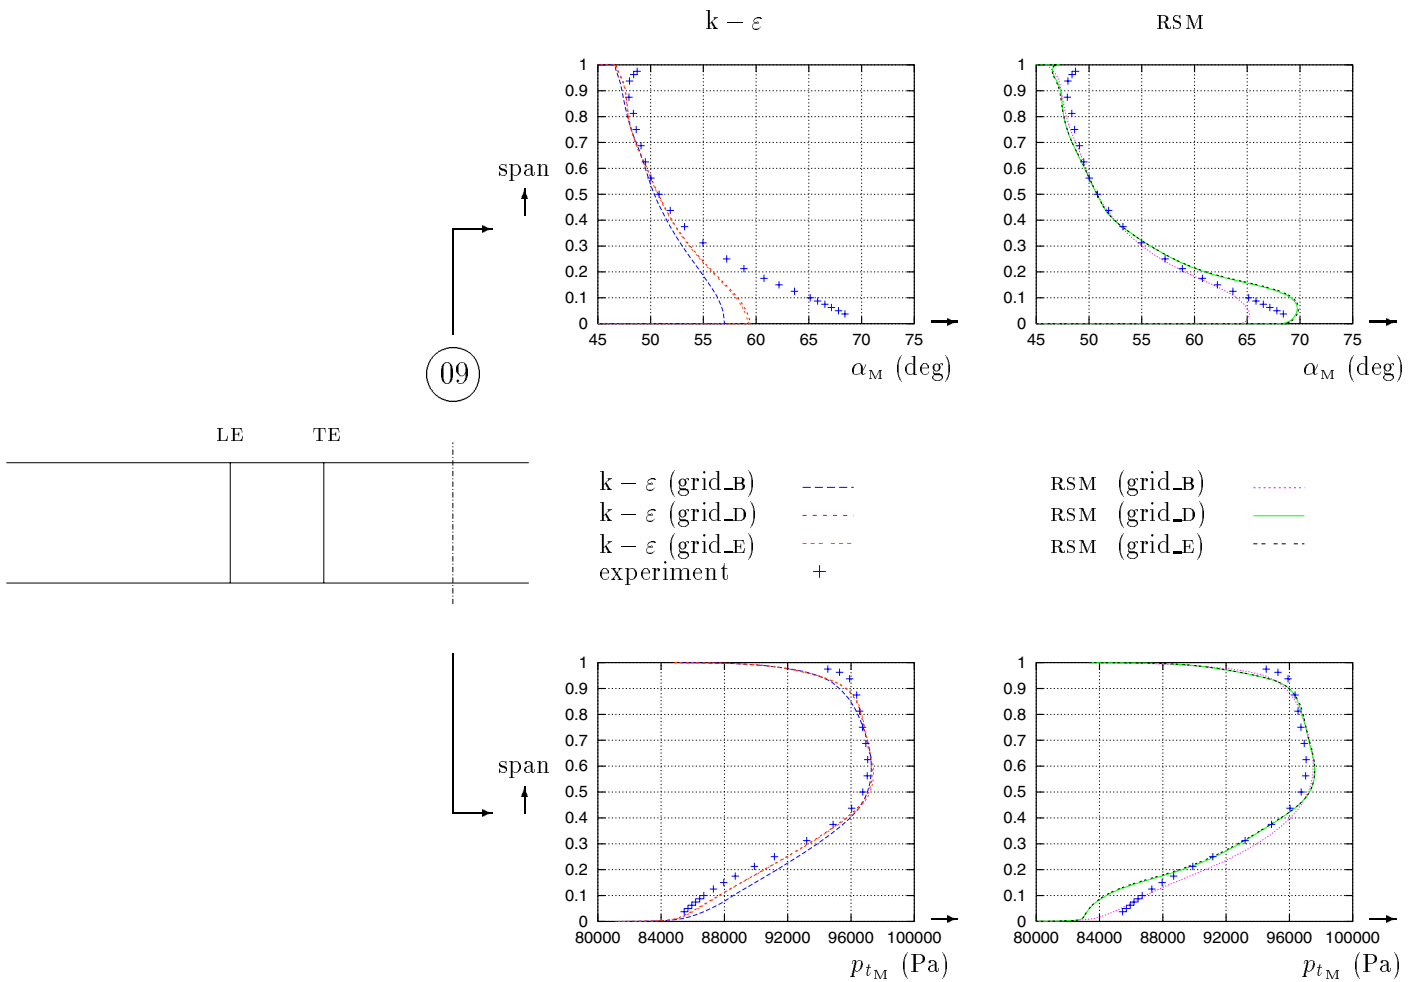 k − ε
RSM
1
0.9
0.8
0.7
0.6
0.5
0.4
0.3
0.2
0.1
0
45 50 55 60 65 70 75
span
α_M (deg)
1
0.9
0.8
0.7
0.6
0.5
0.4
0.3
0.2
0.1
0
45 50 55 60 65 70 75
α_M (deg)
09
LE TE
k − ε (grid_B)
k − ε (grid_D)
k − ε (grid_E)
experiment +
RSM (grid_B)
RSM (grid_D)
RSM (grid_E)
1
0.9
0.8
0.7
0.6
0.5
0.4
0.3
0.2
0.1
0
80000 84000 88000 92000 96000 100000
span
p_{t_M} (Pa)
1
0.9
0.8
0.7
0.6
0.5
0.4
0.3
0.2
0.1
0
80000 84000 88000 92000 96000 100000
p_{t_M} (Pa)